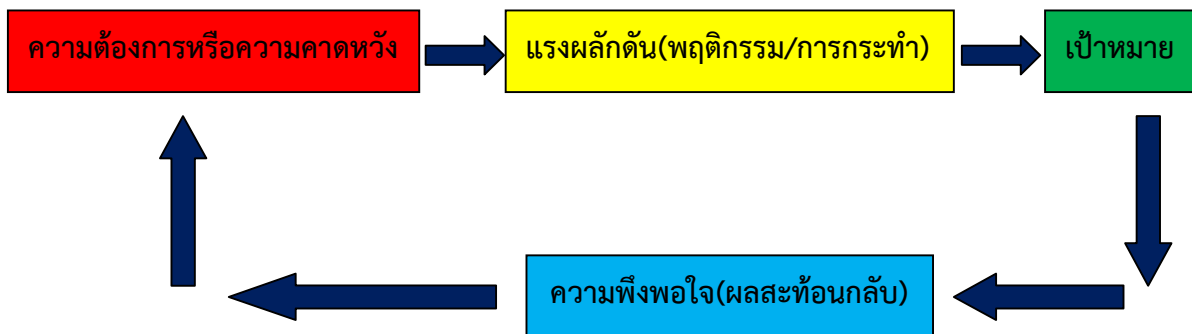 ความต้องการหรือความคาดหวัง
แรงผลักดัน(พฤติกรรม/การกระทำ)
เป้าหมาย
ความพึงพอใจ(ผลสะท้อนกลับ)